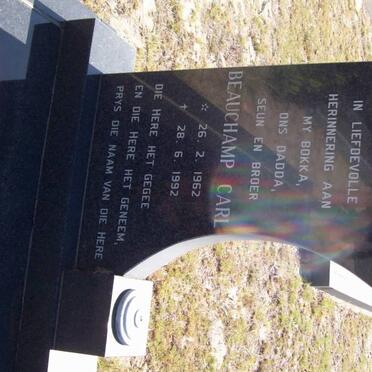 IN LIEFDEVOLLE
HERINNERING AAN
MY BOKKA,
ONS DADDA,
SEUN EN BROER
BEAUCHAMP CARL
☆ 26. 2. 1962
† 28. 6. 1992
DIE HERE HET GEGEE
EN DIE HERE HET GENEEM,
PRYS DIE NAAM VAN DIE HERE